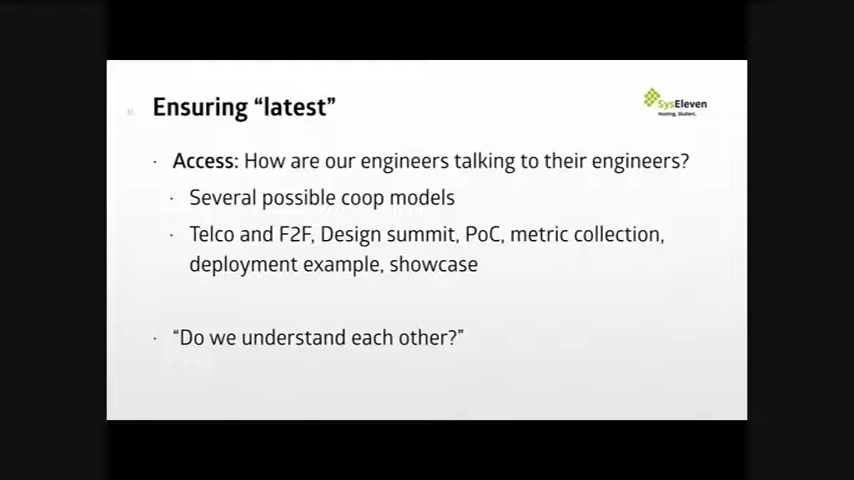 Ensuring “latest”
SysEleven
Hosting. Skaliert.
· Access: How are our engineers talking to their engineers?
· Several possible coop models
· Telco and F2F, Design summit, PoC, metric collection,
deployment example, showcase
· “Do we understand each other?”